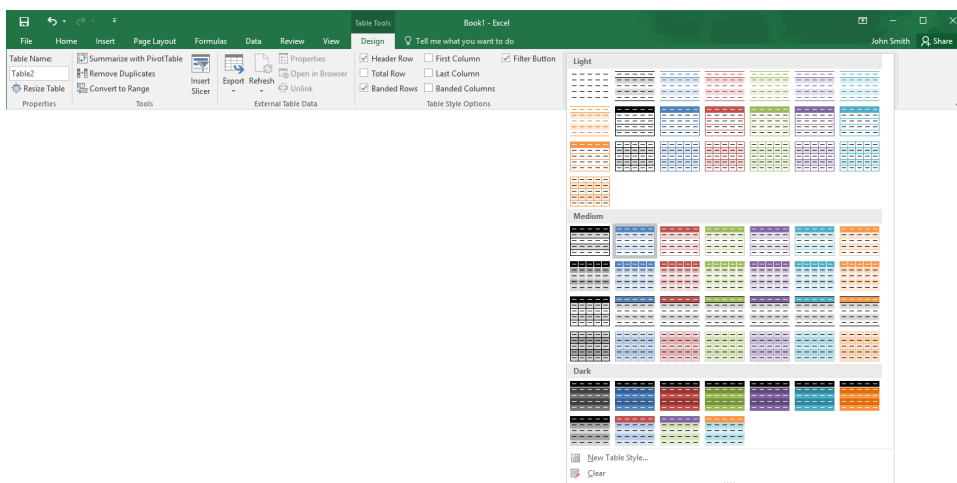 Table Tools
Book1 - Excel
File Home Insert Page Layout Formulas Data Review View Design Tell me what you want to do John Smith Share
Table Name:
Table2
Resize Table
Properties
Summarize with PivotTable
Remove Duplicates
Convert to Range
Insert Slicer
Tools
Export Refresh
Properties
Open in Browser
Unlink
External Table Data
Header Row First Column Filter Button
Total Row Last Column
Banded Rows Banded Columns
Table Style Options
Light
Medium
Dark
New Table Style...
Clear